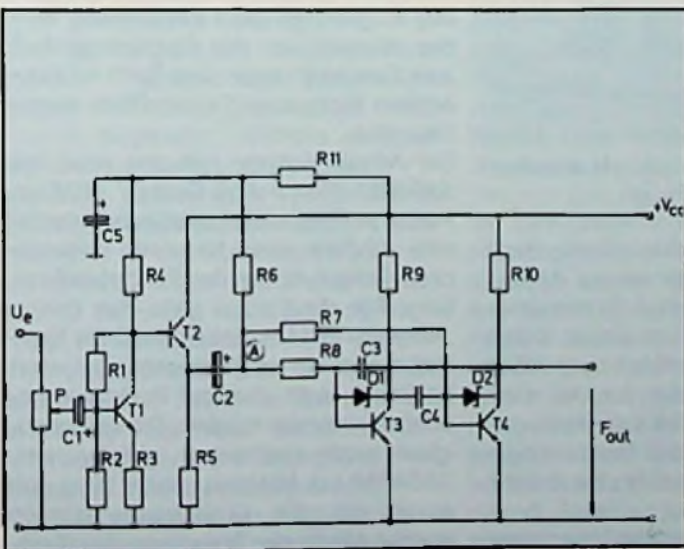 R11
+Vcc
+
C5
R4
R6
R9
R10
Ue
T2
R7
A
R8
C3
R1
+
D1
D2
P
C2
C4
T1
T3
T4
C1
+
Fout
R2
R3
R5